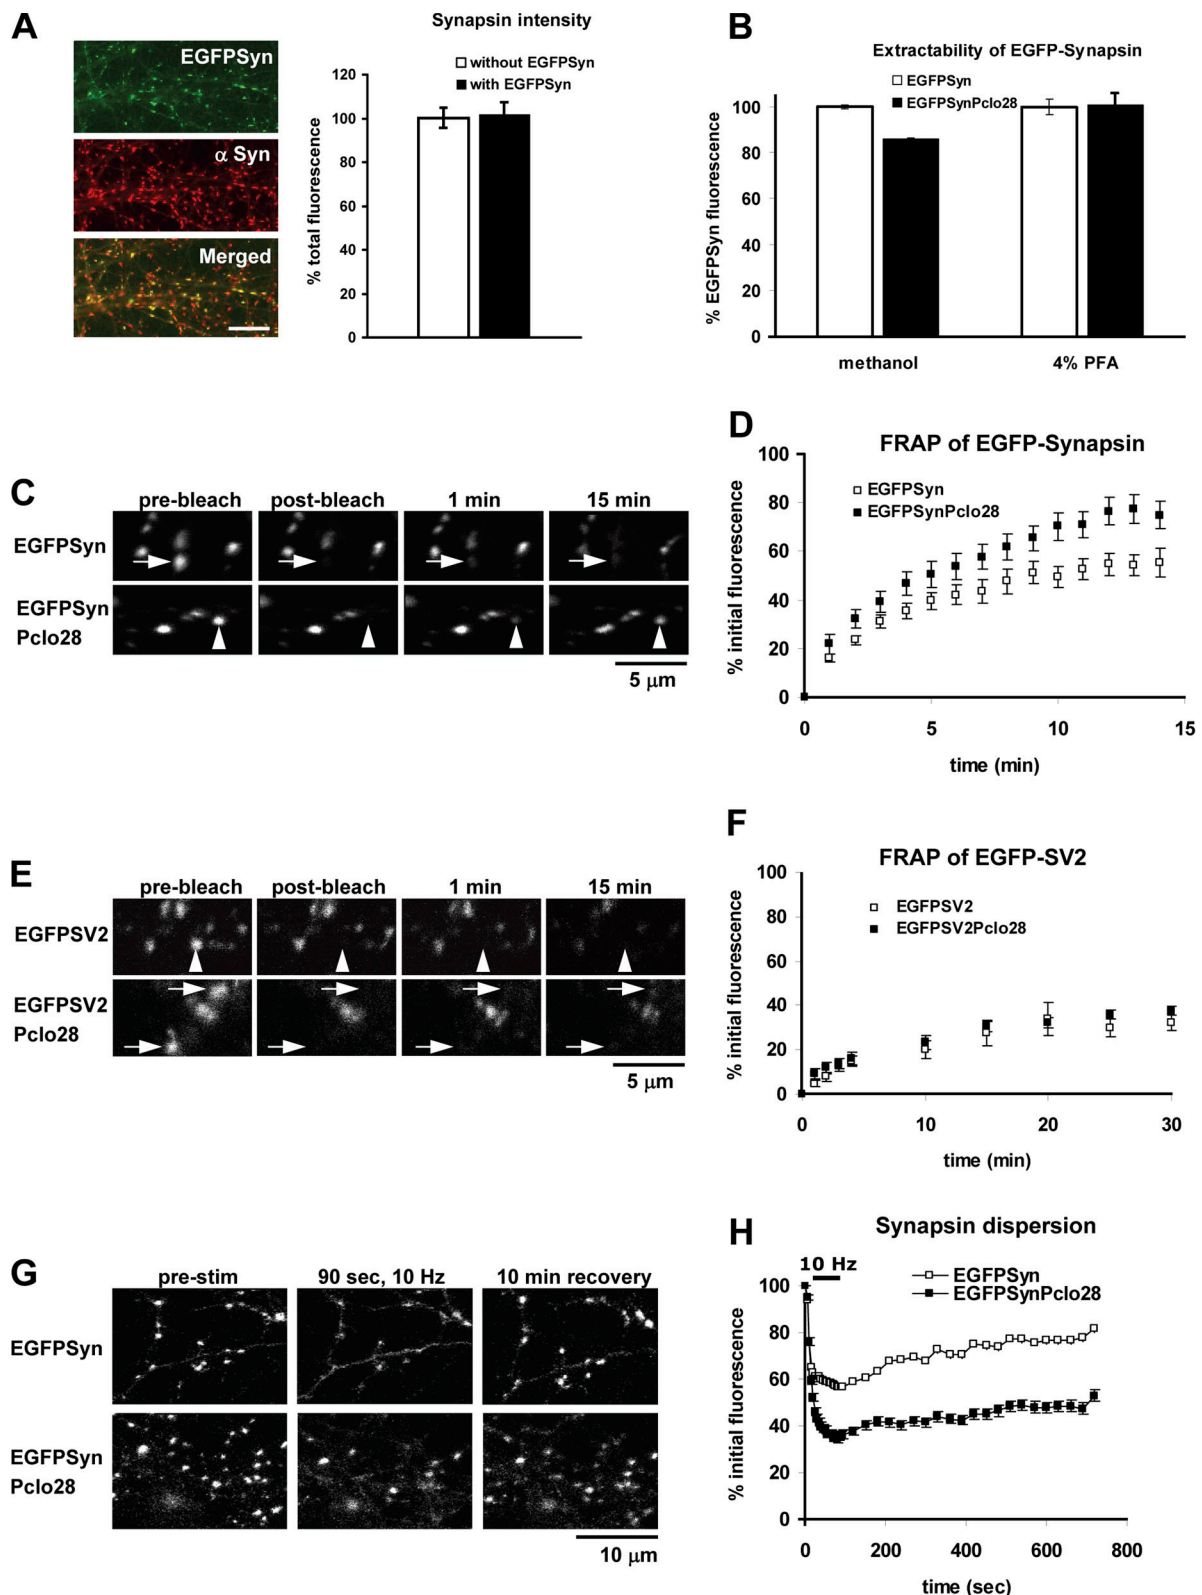 A
EGFPSyn
α Syn
Merged
Synapsin intensity
without EGFPSyn
with EGFPSyn
% total fluorescence
120
100
80
60
40
20
0
B
Extractability of EGFP-Synapsin
EGFPSyn
EGFPSynPclo28
% EGFPSyn fluorescence
100
80
60
40
20
0
methanol 4% PFA
C
pre-bleach post-bleach 1 min 15 min
EGFPSyn
EGFPSyn
Pclo28
5 μm
D
FRAP of EGFP-Synapsin
EGFPSyn
EGFPSynPclo28
% initial fluorescence
100
80
60
40
20
0
0 5 10 15
time (min)
E
pre-bleach post-bleach 1 min 15 min
EGFPSV2
EGFPSV2
Pclo28
5 μm
F
FRAP of EGFP-SV2
EGFPSV2
EGFPSV2Pclo28
% initial fluorescence
100
80
60
40
20
0
0 10 20 30
time (min)
G
pre-stim 90 sec, 10 Hz 10 min recovery
EGFPSyn
EGFPSyn
Pclo28
10 μm
H
Synapsin dispersion
10 Hz
EGFPSyn
EGFPSynPclo28
% initial fluorescence
100
80
60
40
20
0
0 200 400 600 800
time (sec)